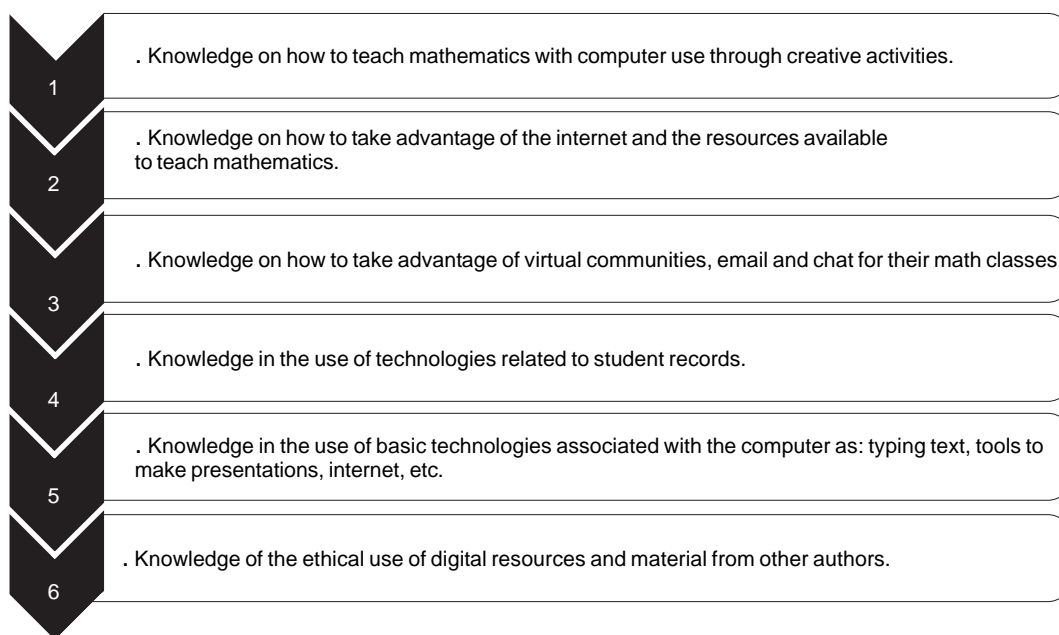 1
. Knowledge on how to teach mathematics with computer use through creative activities.
2
. Knowledge on how to take advantage of the internet and the resources available
to teach mathematics.
3
. Knowledge on how to take advantage of virtual communities, email and chat for their math classes
4
. Knowledge in the use of technologies related to student records.
5
. Knowledge in the use of basic technologies associated with the computer as: typing text, tools to
make presentations, internet, etc.
6
. Knowledge of the ethical use of digital resources and material from other authors.